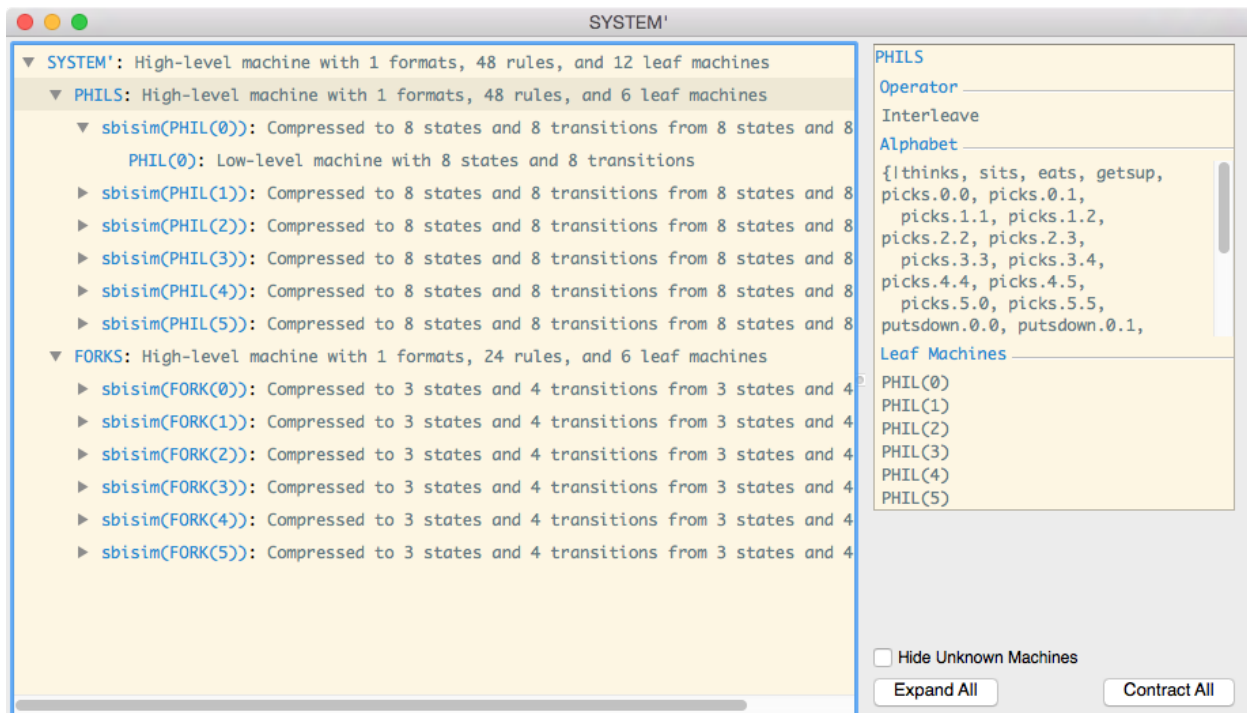 SYSTEM'
SYSTEM': High-level machine with 1 formats, 48 rules, and 12 leaf machines
PHILS: High-level machine with 1 formats, 48 rules, and 6 leaf machines
sbisim(PHIL(0)): Compressed to 8 states and 8 transitions from 8 states and 8
PHIL(0): Low-level machine with 8 states and 8 transitions
sbisim(PHIL(1)): Compressed to 8 states and 8 transitions from 8 states and 8
sbisim(PHIL(2)): Compressed to 8 states and 8 transitions from 8 states and 8
sbisim(PHIL(3)): Compressed to 8 states and 8 transitions from 8 states and 8
sbisim(PHIL(4)): Compressed to 8 states and 8 transitions from 8 states and 8
sbisim(PHIL(5)): Compressed to 8 states and 8 transitions from 8 states and 8
FORKS: High-level machine with 1 formats, 24 rules, and 6 leaf machines
sbisim(FORK(0)): Compressed to 3 states and 4 transitions from 3 states and 4
sbisim(FORK(1)): Compressed to 3 states and 4 transitions from 3 states and 4
sbisim(FORK(2)): Compressed to 3 states and 4 transitions from 3 states and 4
sbisim(FORK(3)): Compressed to 3 states and 4 transitions from 3 states and 4
sbisim(FORK(4)): Compressed to 3 states and 4 transitions from 3 states and 4
sbisim(FORK(5)): Compressed to 3 states and 4 transitions from 3 states and 4
PHILS
Operator
Interleave
Alphabet
{|thinks, sits, eats, getsup,
picks.0.0, picks.0.1,
picks.1.1, picks.1.2,
picks.2.2, picks.2.3,
picks.3.3, picks.3.4,
picks.4.4, picks.4.5,
picks.5.0, picks.5.5,
putsdown.0.0, putsdown.0.1,
Leaf Machines
PHIL(0)
PHIL(1)
PHIL(2)
PHIL(3)
PHIL(4)
PHIL(5)
Hide Unknown Machines
Expand All
Contract All